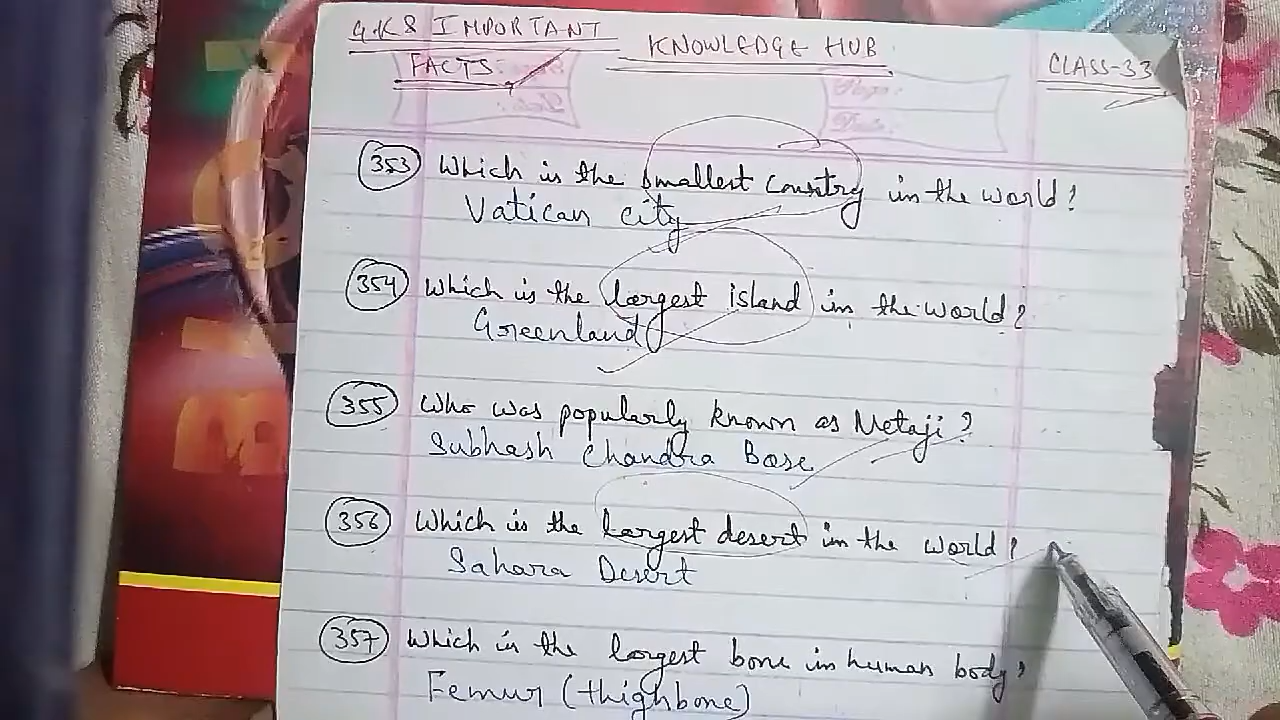 G.K & IMPORTANT FACTS
KNOWLEDGE HUB
CLASS-33
Page:
Date:
353 Which is the smallest country in the world?
Vatican city
354 Which is the largest island in the world?
Greenland
355 Who was popularly known as Netaji?
Subhash Chandra Bose
356 Which is the largest desert in the world?
Sahara Desert
357 Which is the largest bone in human body?
Femur (thighbone)